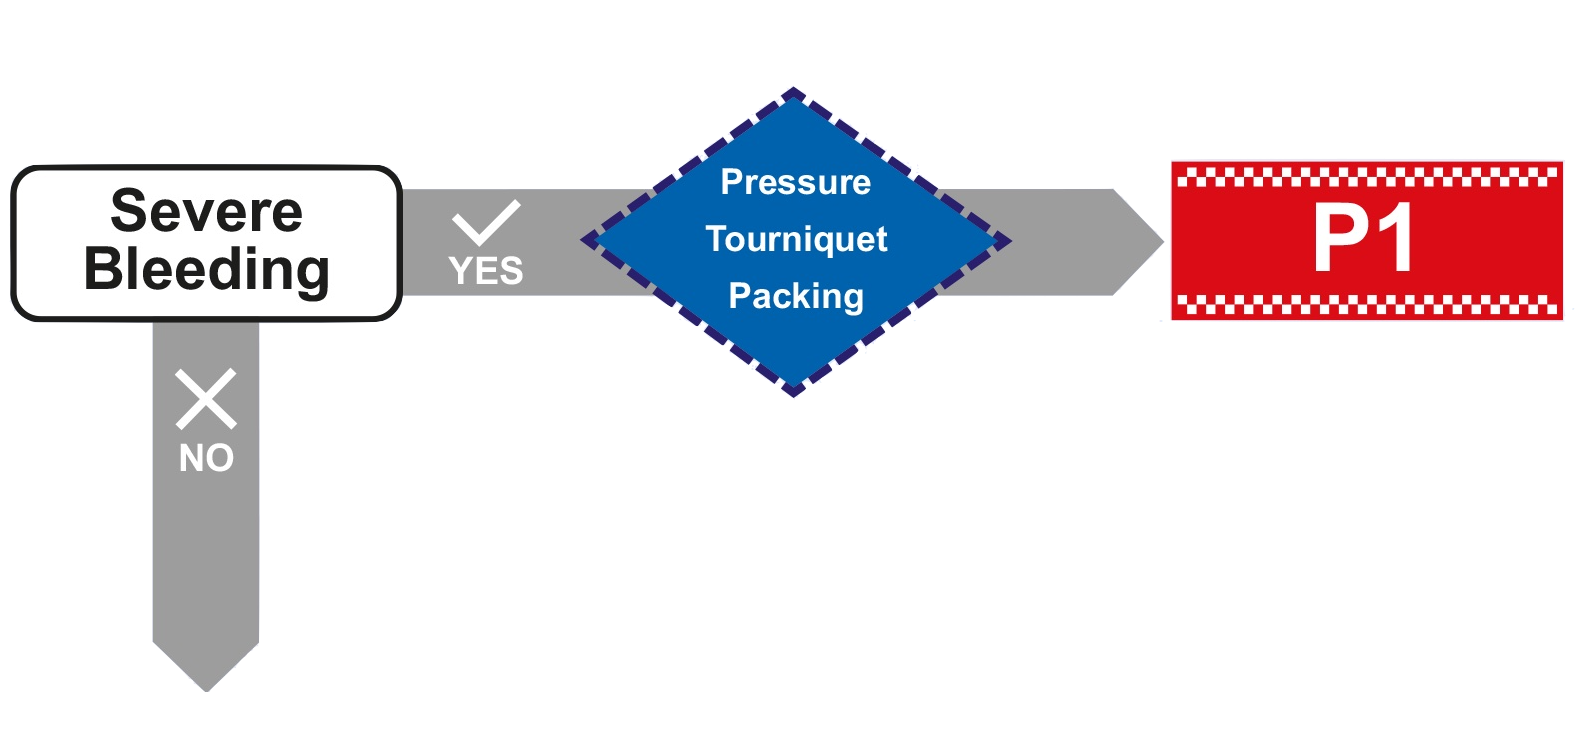 Severe
Bleeding
YES
Pressure
Tourniquet
Packing
P1
NO